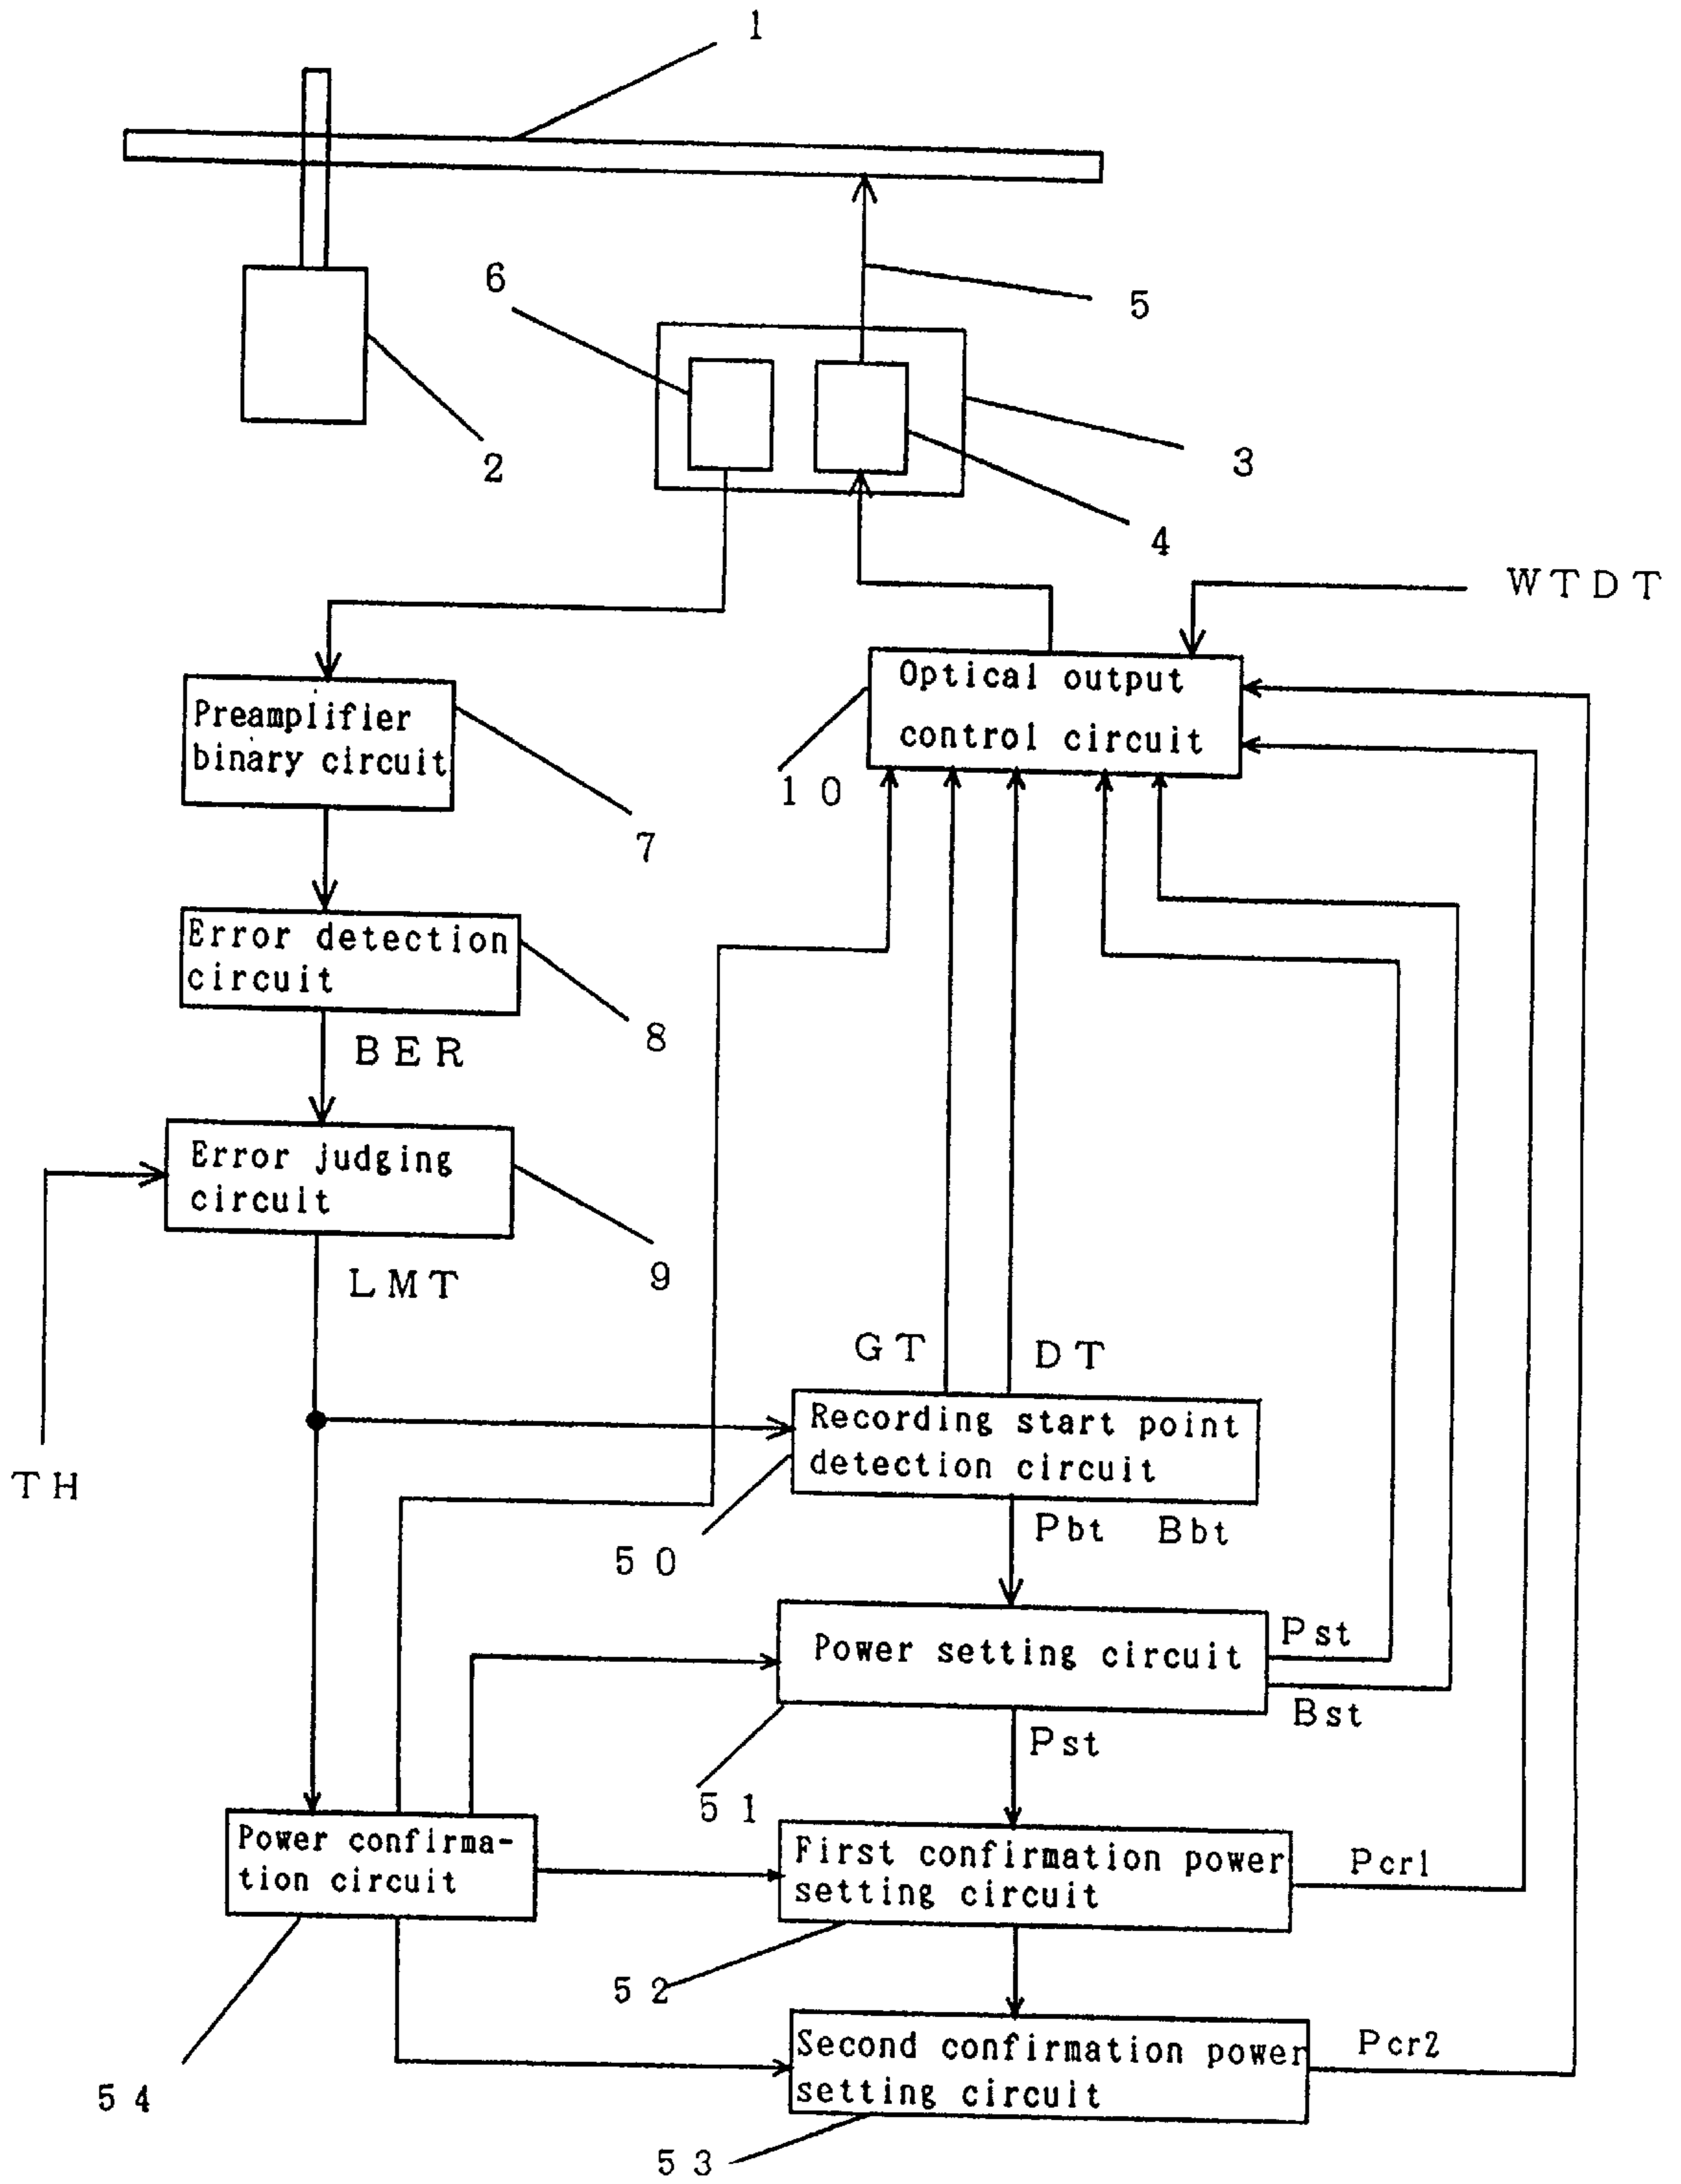 1
6
5
2
3
4
WTDT
Optical output
control circuit
10
Preamplifier
binary circuit
7
Error detection
circuit
8
BER
Error judging
circuit
9
LMT
TH
GT
DT
Recording start point
detection circuit
50
Pbt Bbt
Power setting circuit
Pst
Bst
Pst
51
Power confirma-
tion circuit
First confirmation power
setting circuit
Pcr1
52
Second confirmation power
setting circuit
Pcr2
54
53